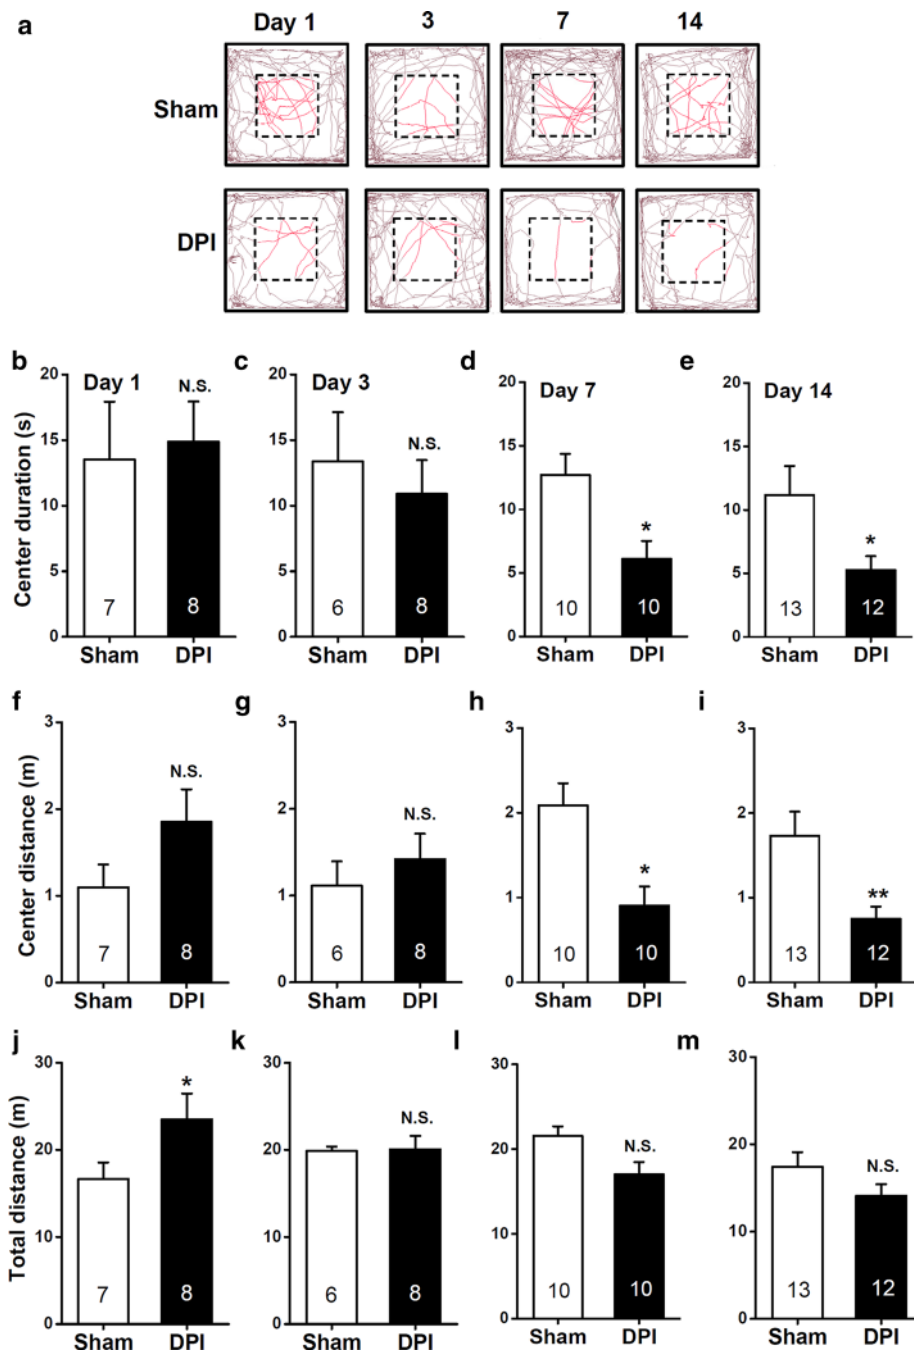 a
Day 1 3 7 14
Sham
DPI
b c d e
Center duration (s)
20 15 10 5 0
Day 1
N.S.
7 8
Sham DPI
20 15 10 5 0
Day 3
N.S.
6 8
Sham DPI
20 15 10 5 0
Day 7
*
10 10
Sham DPI
20 15 10 5 0
Day 14
*
13 12
Sham DPI
f g h i
Center distance (m)
3 2 1 0
N.S.
7 8
Sham DPI
3 2 1 0
N.S.
6 8
Sham DPI
3 2 1 0
*
10 10
Sham DPI
3 2 1 0
**
13 12
Sham DPI
j k l m
Total distance (m)
30 20 10 0
*
7 8
Sham DPI
30 20 10 0
N.S.
6 8
Sham DPI
30 20 10 0
N.S.
10 10
Sham DPI
30 20 10 0
N.S.
13 12
Sham DPI